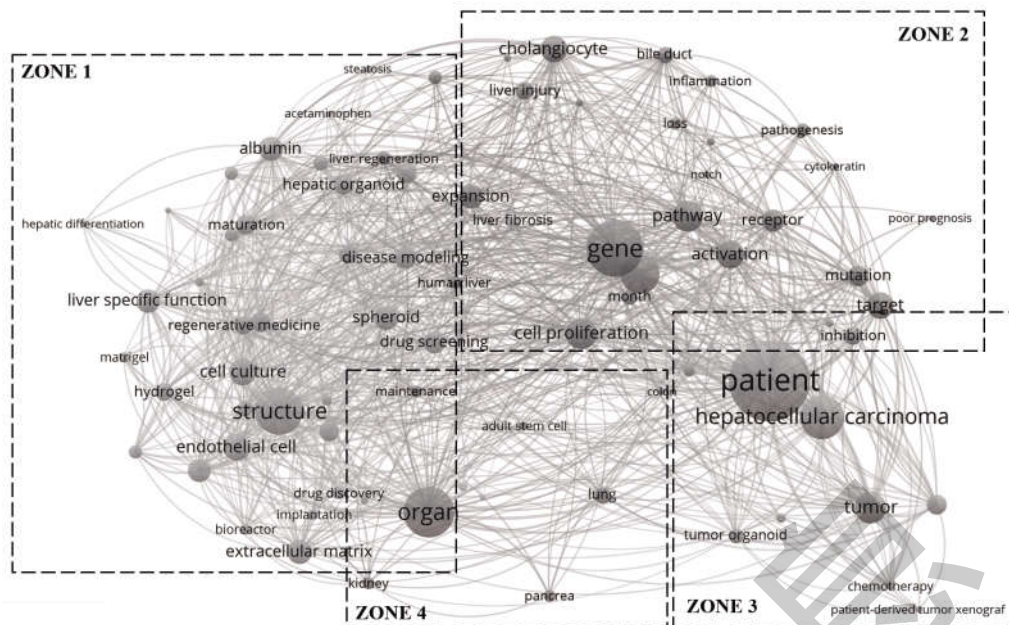 ZONE 2
cholangiocyte
bile duct
ZONE 1
steatosis
inflammation
liver injury
acetaminophen
loss
pathogenesis
albumin
liver regeneration
cytokeratin
notch
hepatic organoid
expansion
hepatic differentiation
maturation
liver fibrosis
pathway
receptor
poor prognosis
gene
activation
disease modeling
human liver
mutation
month
liver specific function
target
spheroid
regenerative medicine
cell proliferation
inhibition
drug screening
matrigel
cell culture
patient
hydrogel
maintenance
colon
structure
hepatocellular carcinoma
adult stem cell
endothelial cell
drug discovery
lung
organ
tumor
implantation
bioreactor
tumor organoid
extracellular matrix
kidney
chemotherapy
pancrea
ZONE 4
ZONE 3
patient-derived tumor xenograf